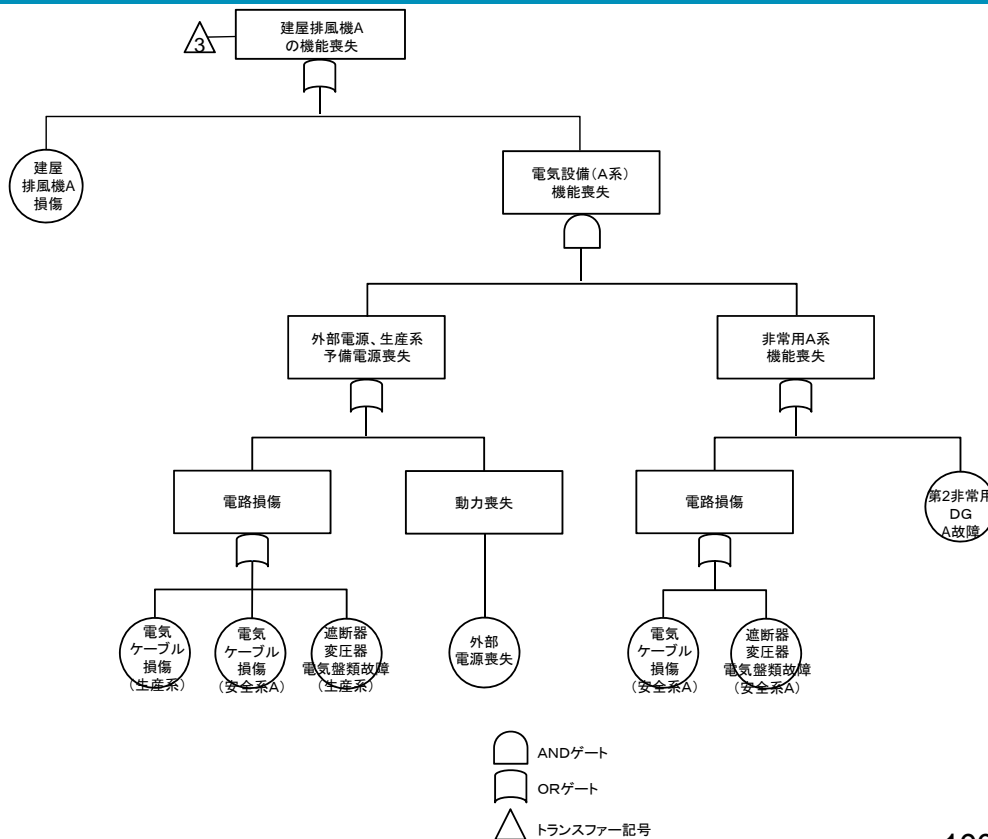 3
建屋排風機A
の機能喪失
建屋
排風機A
損傷
電気設備(A系)
機能喪失
外部電源、生産系
予備電源喪失
非常用A系
機能喪失
電路損傷
動力喪失
電路損傷
第2非常用
DG
A故障
電気
ケーブル
損傷
(生産系)
電気
ケーブル
損傷
(安全系A)
遮断器
変圧器
電気盤類故障
(生産系)
外部
電源喪失
電気
ケーブル
損傷
(安全系A)
遮断器
変圧器
電気盤類故障
(安全系A)
ANDゲート
ORゲート
トランスファー記号